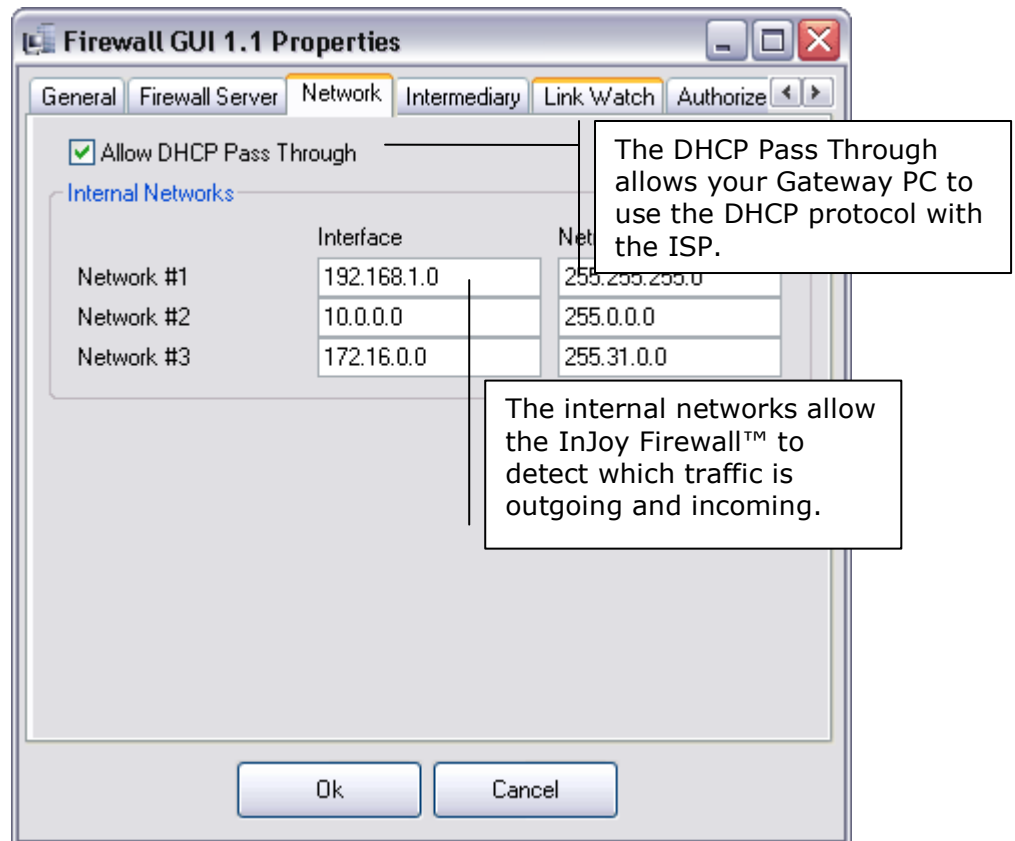 Firewall GUI 1.1 Properties
General Firewall Server Network Intermediary Link Watch Authorize
Allow DHCP Pass Through
The DHCP Pass Through
allows your Gateway PC to
use the DHCP protocol with
the ISP.
Internal Networks
Interface
Network #1 192.168.1.0 255.255.255.0
Network #2 10.0.0.0 255.0.0.0
Network #3 172.16.0.0 255.31.0.0
The internal networks allow
the InJoy Firewall™ to
detect which traffic is
outgoing and incoming.
Ok Cancel